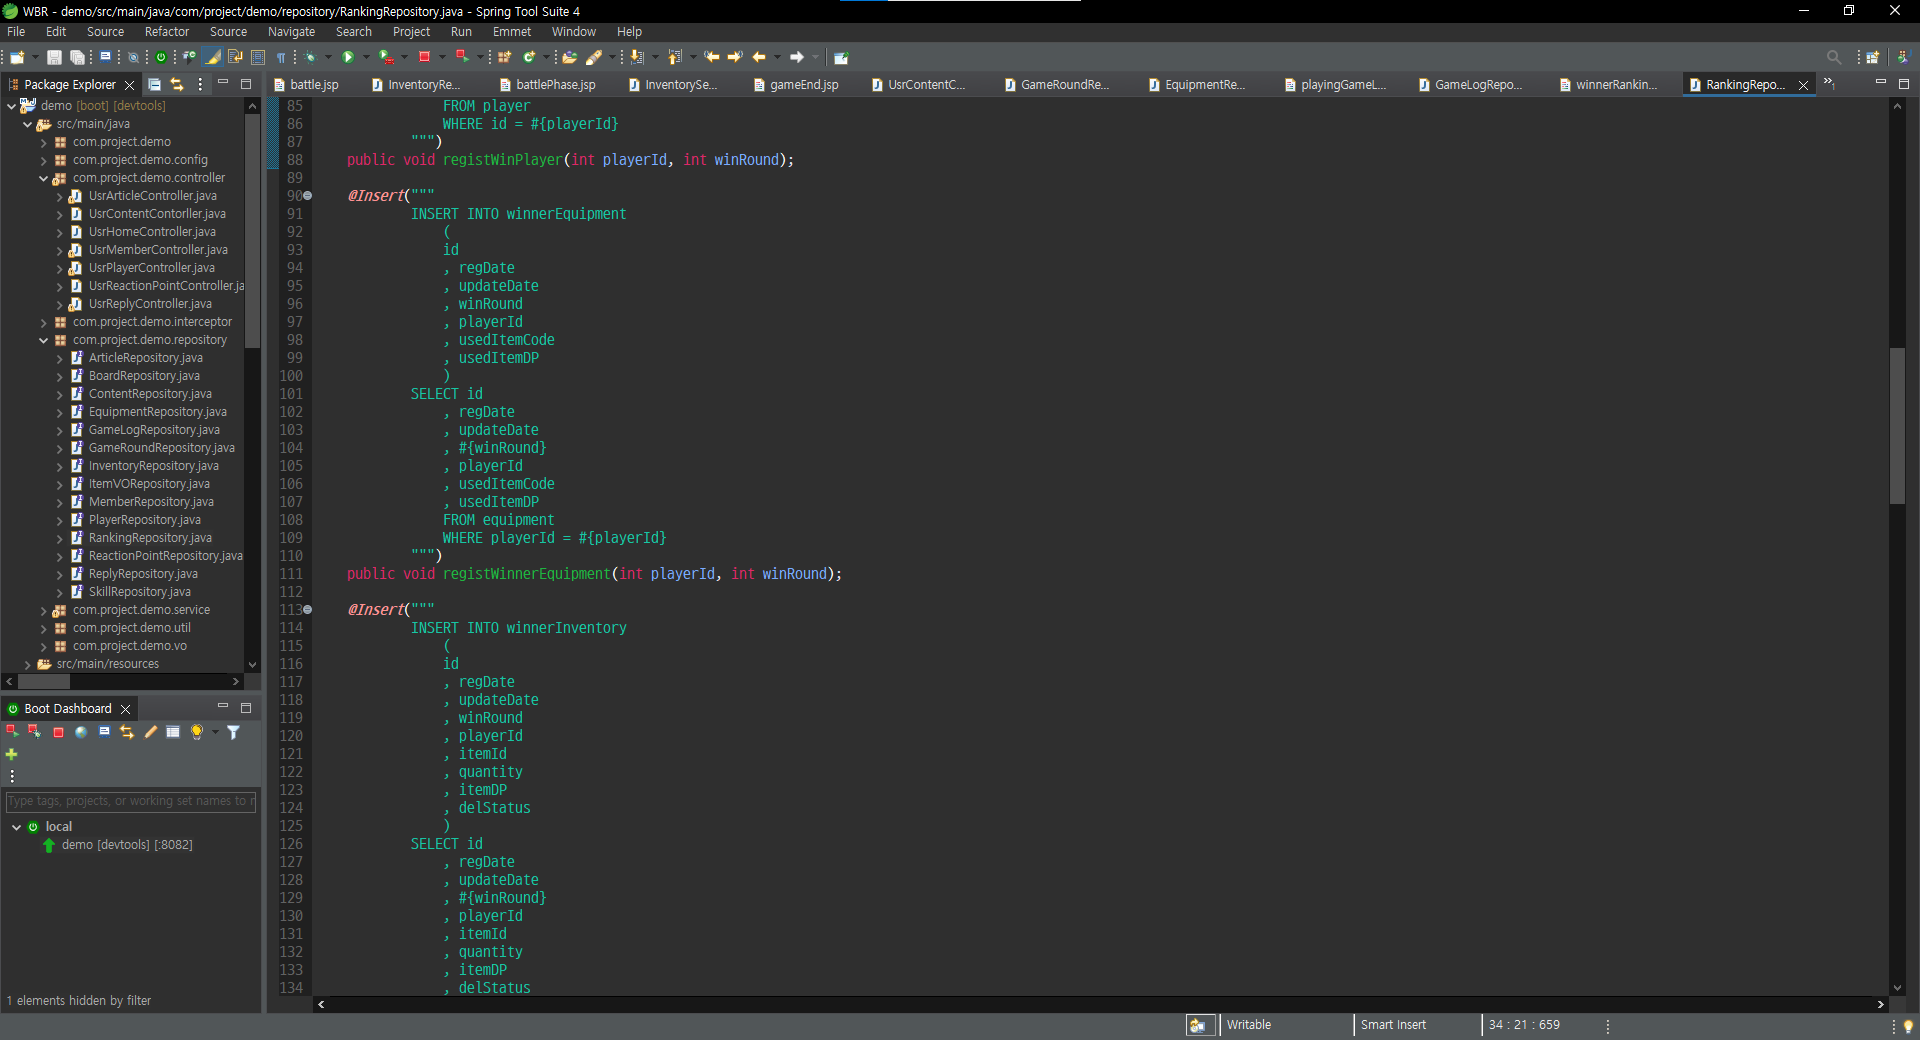 WBR - demo/src/main/java/com/project/demo/repository/RankingRepository.java - Spring Tool Suite 4
File Edit Source Refactor Source Navigate Search Project Run Emmet Window Help
Package Explorer
demo [boot] [devtools]
src/main/java
com.project.demo
com.project.demo.config
com.project.demo.controller
UsrArticleController.java
UsrContentContorller.java
UsrHomeController.java
UsrMemberController.java
UsrPlayerController.java
UsrReactionPointController.ja
UsrReplyController.java
com.project.demo.interceptor
com.project.demo.repository
ArticleRepository.java
BoardRepository.java
ContentRepository.java
EquipmentRepository.java
GameLogRepository.java
GameRoundRepository.java
InventoryRepository.java
ItemVORepository.java
MemberRepository.java
PlayerRepository.java
RankingRepository.java
ReactionPointRepository.java
ReplyRepository.java
SkillRepository.java
com.project.demo.service
com.project.demo.util
com.project.demo.vo
src/main/resources
Boot Dashboard
Type tags, projects, or working set names to r
local
demo [devtools] [:8082]
1 elements hidden by filter
battle.jsp InventoryRe... battlePhase.jsp InventorySe... gameEnd.jsp UsrContentC... GameRoundRe... EquipmentRe... playingGameL... GameLogRepo... winnerRankin... RankingRepo... »1
85 FROM player
86 WHERE id = #{playerId}
87 """)
88 public void registWinPlayer(int playerId, int winRound);
89
90 @Insert("""
91 INSERT INTO winnerEquipment
92 (
93 id
94 , regDate
95 , updateDate
96 , winRound
97 , playerId
98 , usedItemCode
99 , usedItemDP
100 )
101 SELECT id
102 , regDate
103 , updateDate
104 , #{winRound}
105 , playerId
106 , usedItemCode
107 , usedItemDP
108 FROM equipment
109 WHERE playerId = #{playerId}
110 """)
111 public void registWinnerEquipment(int playerId, int winRound);
112
113 @Insert("""
114 INSERT INTO winnerInventory
115 (
116 id
117 , regDate
118 , updateDate
119 , winRound
120 , playerId
121 , itemId
122 , quantity
123 , itemDP
124 , delStatus
125 )
126 SELECT id
127 , regDate
128 , updateDate
129 , #{winRound}
130 , playerId
131 , itemId
132 , quantity
133 , itemDP
134 , delStatus
Writable Smart Insert 34 : 21 : 659